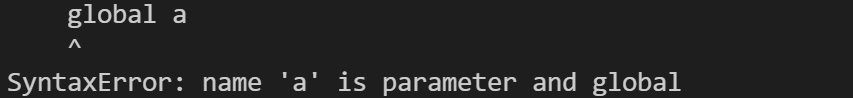 global a
^
SyntaxError: name 'a' is parameter and global